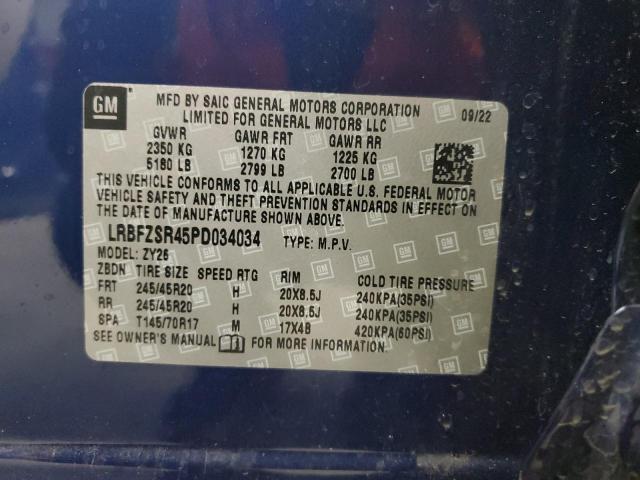 GM
MFD BY SAIC GENERAL MOTORS CORPORATION 09/22
LIMITED FOR GENERAL MOTORS LLC
GVWR GAWR FRT GAWR RR
2350 KG 1270 KG 1225 KG
5180 LB 2799 LB 2700 LB
THIS VEHICLE CONFORMS TO ALL APPLICABLE U.S. FEDERAL MOTOR
VEHICLE SAFETY AND THEFT PREVENTION STANDARDS IN EFFECT ON
THE DATE OF MANUFACTURE SHOWN ABOVE.
LRBFZSR45PD034034 TYPE: M.P.V.
MODEL: ZY26
ZBDN TIRE SIZE SPEED RTG RIM COLD TIRE PRESSURE
FRT 245/45R20 H 20X8.5J 240KPA(35PSI)
RR 245/45R20 H 20X8.5J 240KPA(35PSI)
SPA T145/70R17 M 17X4B 420KPA(60PSI)
SEE OWNER'S MANUAL FOR MORE INFORMATION.